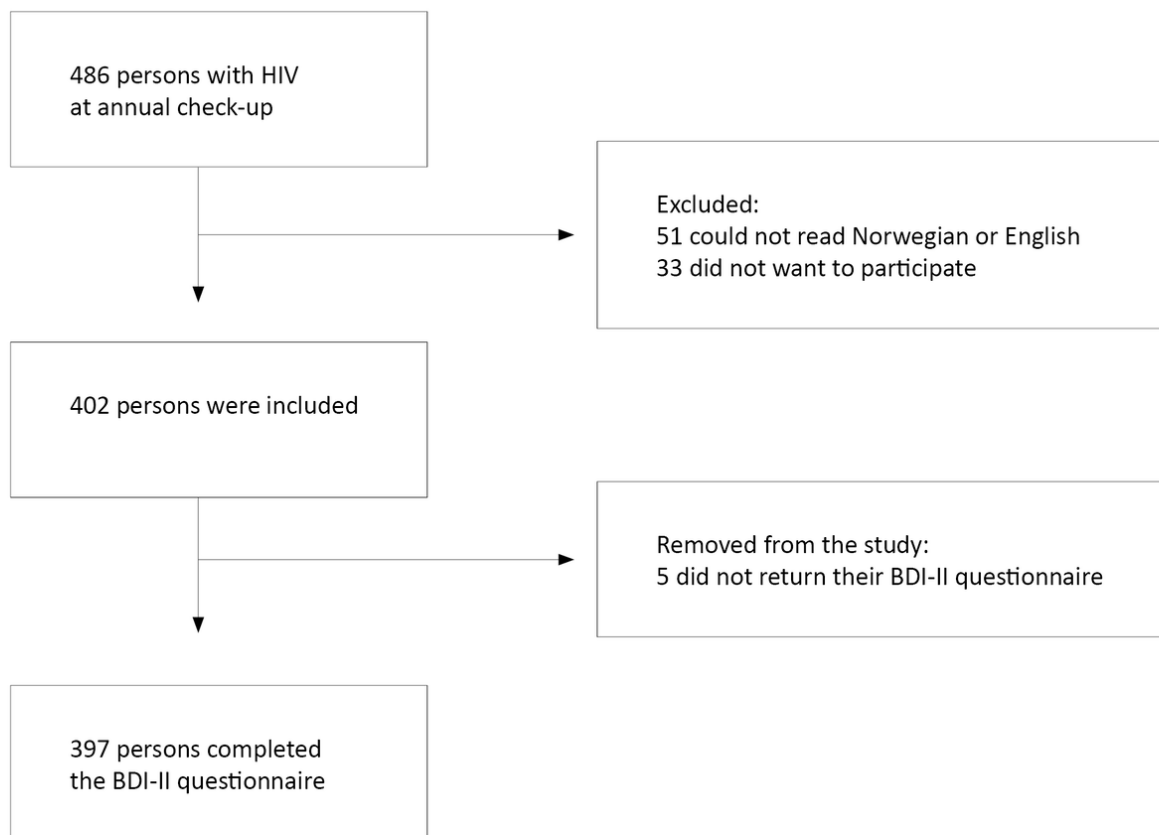 486 persons with HIV
at annual check-up
Excluded:
51 could not read Norwegian or English
33 did not want to participate
402 persons were included
Removed from the study:
5 did not return their BDI-II questionnaire
397 persons completed
the BDI-II questionnaire